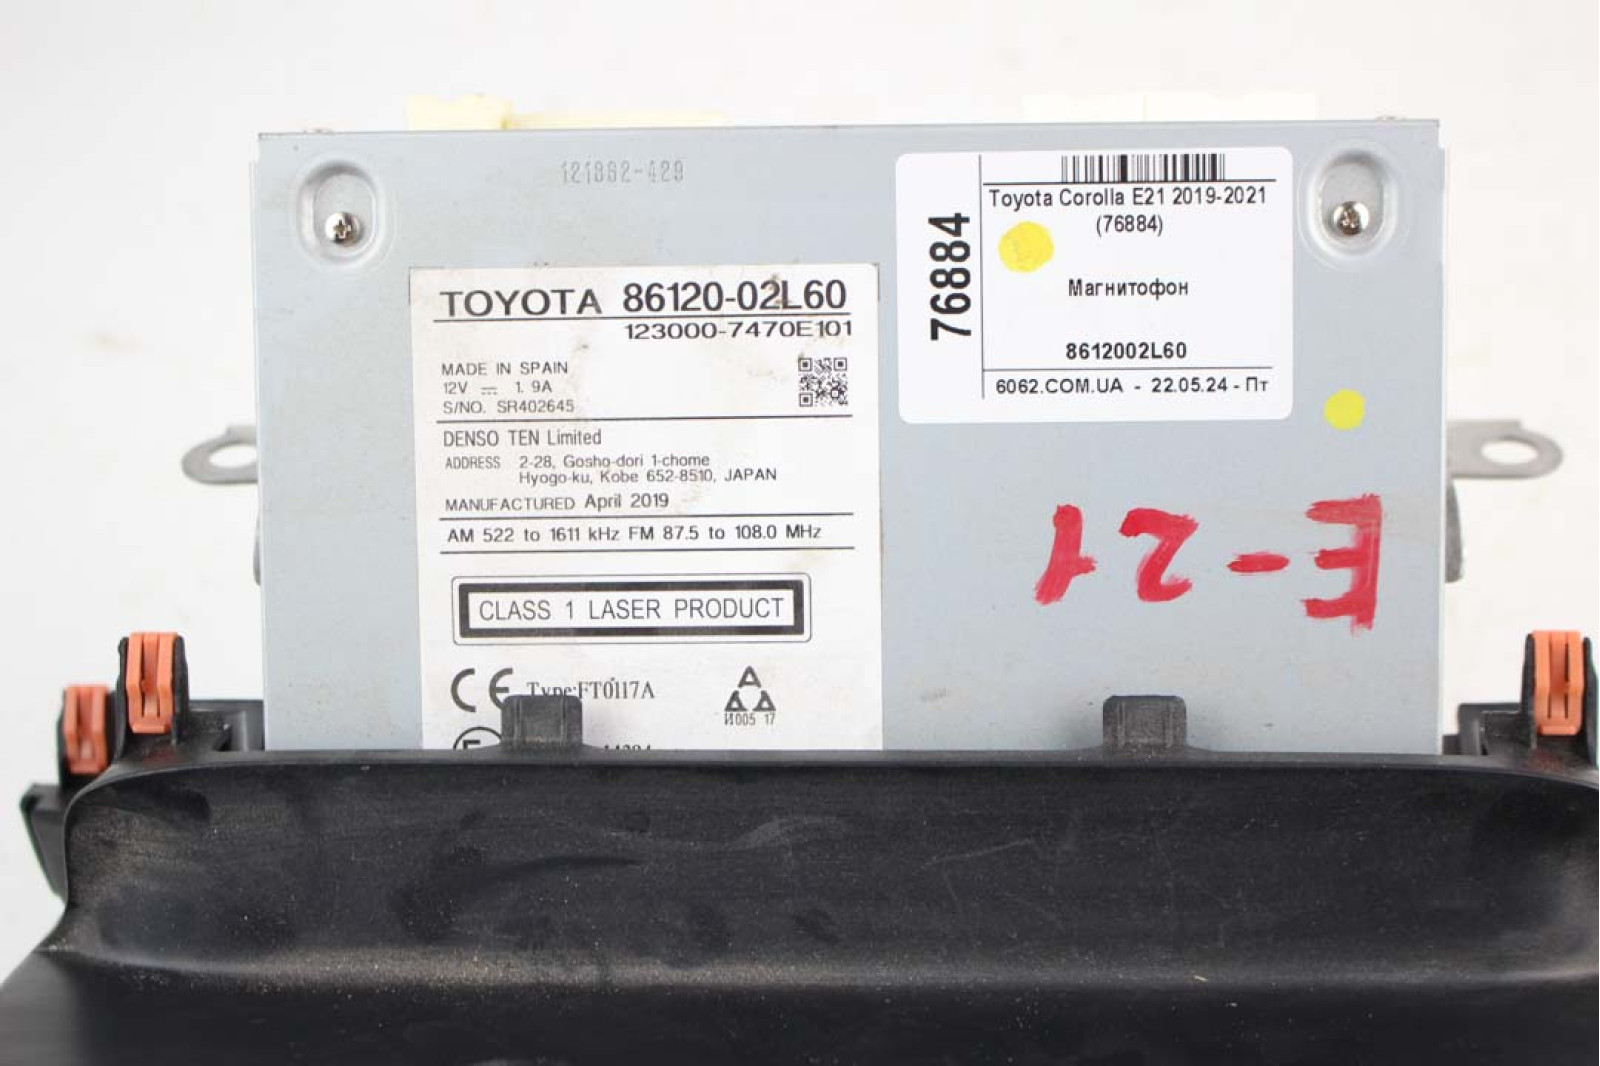 121882-429
TOYOTA 86120-02L60
123000-7470E101
MADE IN SPAIN
12V 1. 9A
S/NO. SR402645
DENSO TEN Limited
ADDRESS 2-28, Gosho-dori 1-chome
Hyogo-ku, Kobe 652-8510, JAPAN
MANUFACTURED April 2019
AM 522 to 1611 kHz FM 87.5 to 108.0 MHz
CLASS 1 LASER PRODUCT
CE Type:FT0117A
И005 17
76884
Toyota Corolla E21 2019-2021
(76884)
Магнитофон
8612002L60
6062.COM.UA - 22.05.24 - Пт
E-21